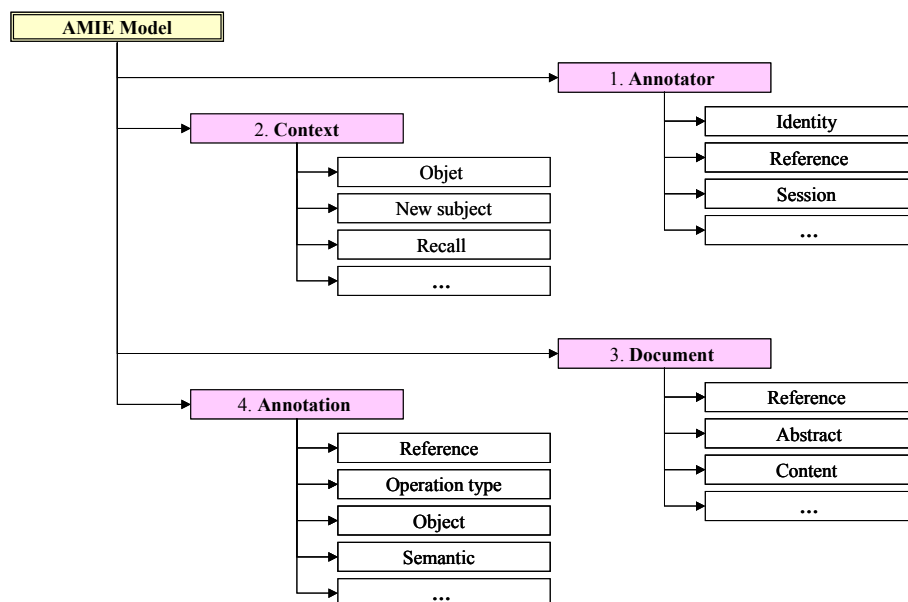 AMIE Model
1. Annotator
Identity
Reference
Session
...
2. Context
Objet
New subject
Recall
...
3. Document
Reference
Abstract
Content
...
4. Annotation
Reference
Operation type
Object
Semantic
...